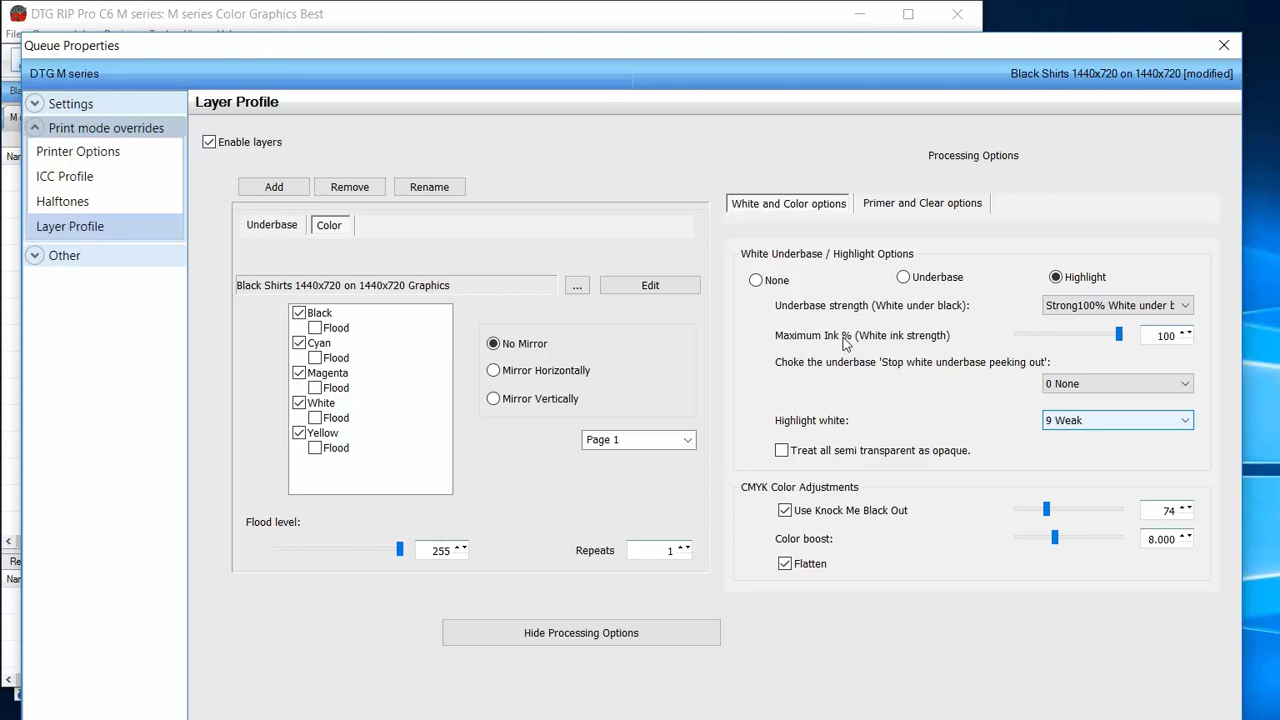 DTG RIP Pro C6 M series: M series Color Graphics Best
Queue Properties
DTG M series
Black Shirts 1440x720 on 1440x720 [modified]
Settings
Print mode overrides
Printer Options
ICC Profile
Halftones
Layer Profile
Other
Layer Profile
Enable layers
Add
Remove
Rename
Underbase
Color
Black Shirts 1440x720 on 1440x720 Graphics
...
Edit
Black
Flood
Cyan
Flood
Magenta
Flood
White
Flood
Yellow
Flood
No Mirror
Mirror Horizontally
Mirror Vertically
Page 1
Flood level:
255
Repeats
1
Hide Processing Options
Processing Options
White and Color options
Primer and Clear options
White Underbase / Highlight Options
None
Underbase
Highlight
Underbase strength (White under black):
Strong100% White under b
Maximum Ink % (White ink strength)
100
Choke the underbase 'Stop white underbase peeking out':
0 None
Highlight white:
9 Weak
Treat all semi transparent as opaque.
CMYK Color Adjustments
Use Knock Me Black Out
74
Color boost:
8.000
Flatten